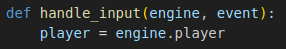 def handle_input(engine, event):
    player = engine.player